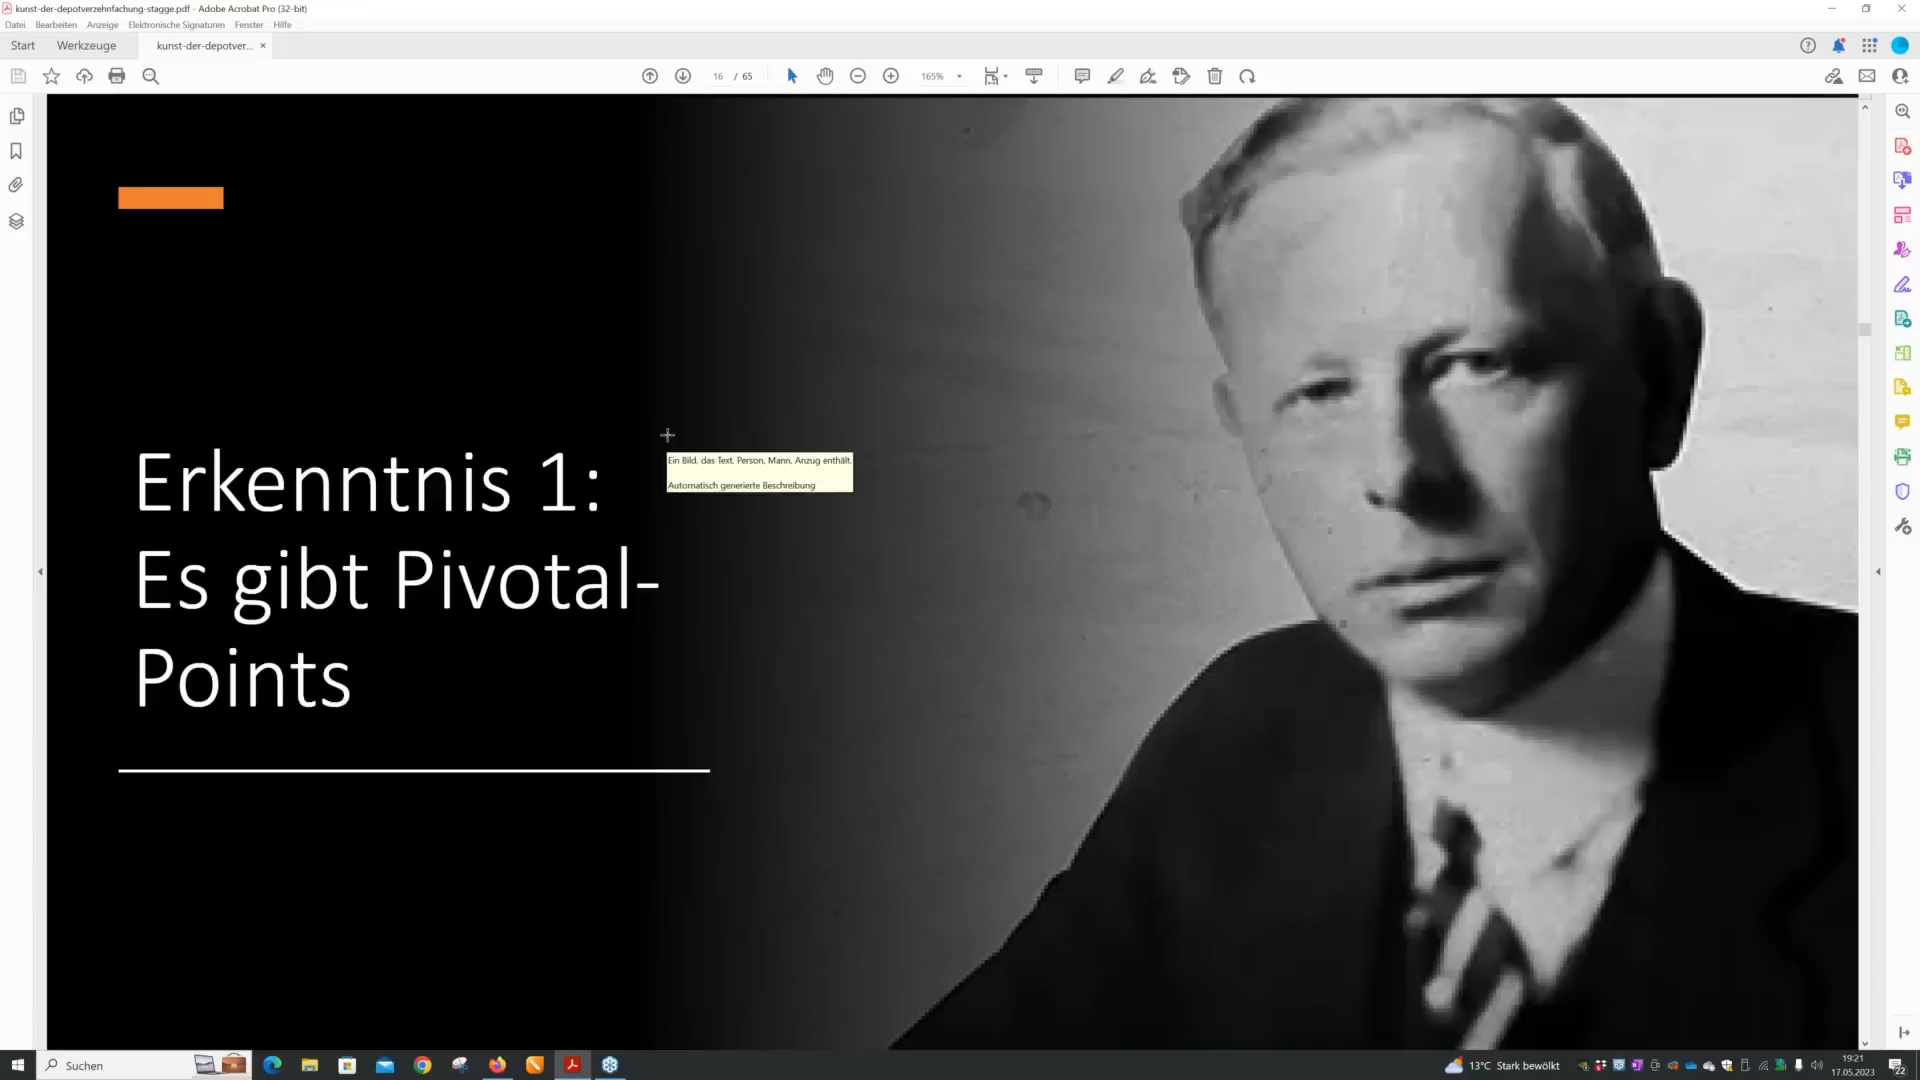 kunst-der-depotverzehnfachung-stagge.pdf - Adobe Acrobat Pro (32-bit)
Datei Bearbeiten Anzeige Elektronische Signaturen Fenster Hilfe
Start Werkzeuge kunst-der-depotver... ×
16 / 65 165%
Erkenntnis 1:
Es gibt Pivotal-
Points
Ein Bild, das Text, Person, Mann, Anzug enthält.
Automatisch generierte Beschreibung
Suchen
13°C Stark bewölkt
19:21
17.05.2023
22